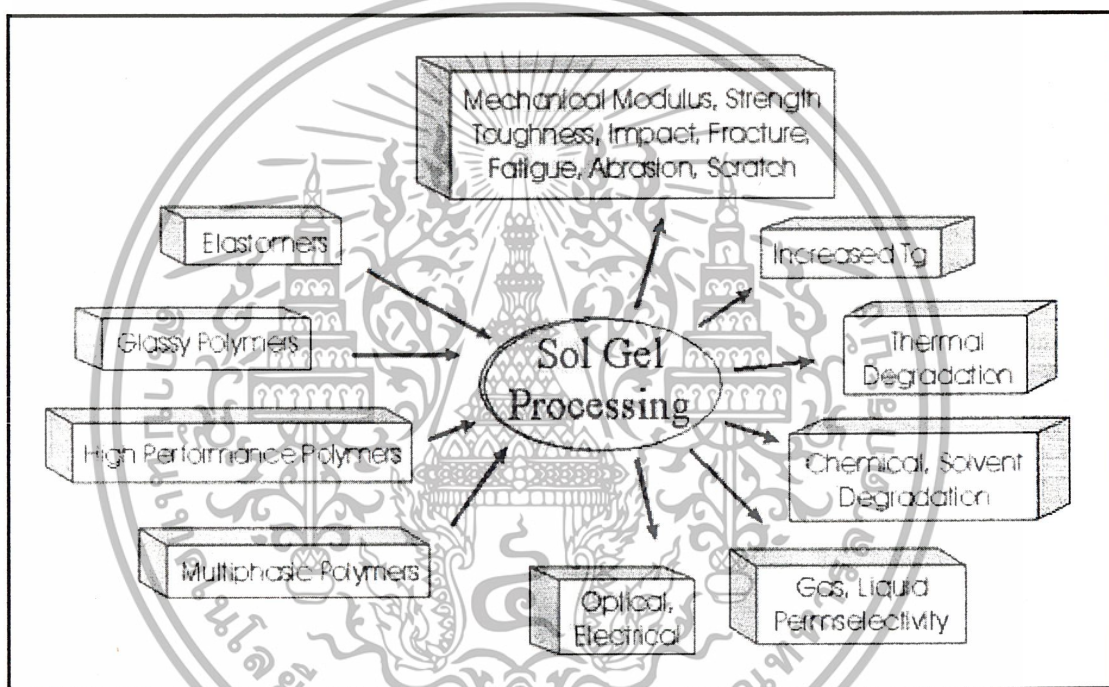 Mechanical Modulus, Strength
Toughness, Impact, Fracture,
Fatigue, Abrasion, Scratch
Elastomers
Increased Tg
Glassy Polymers
Sol Gel
Processing
Thermal
Degradation
High Performance Polymers
Chemical, Solvent
Degradation
Multiphasic Polymers
Optical,
Electrical
Gas, Liquid
Permselectivity